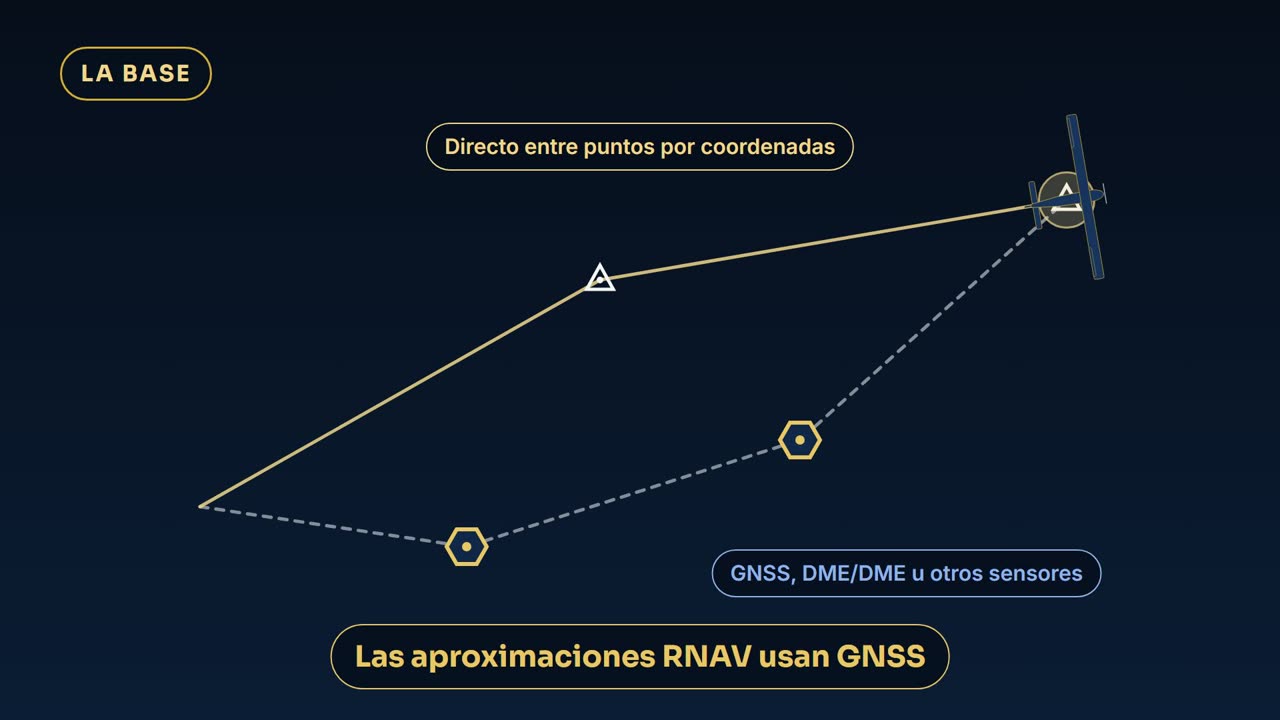 LA BASE
Directo entre puntos por coordenadas
GNSS, DME/DME u otros sensores
Las aproximaciones RNAV usan GNSS